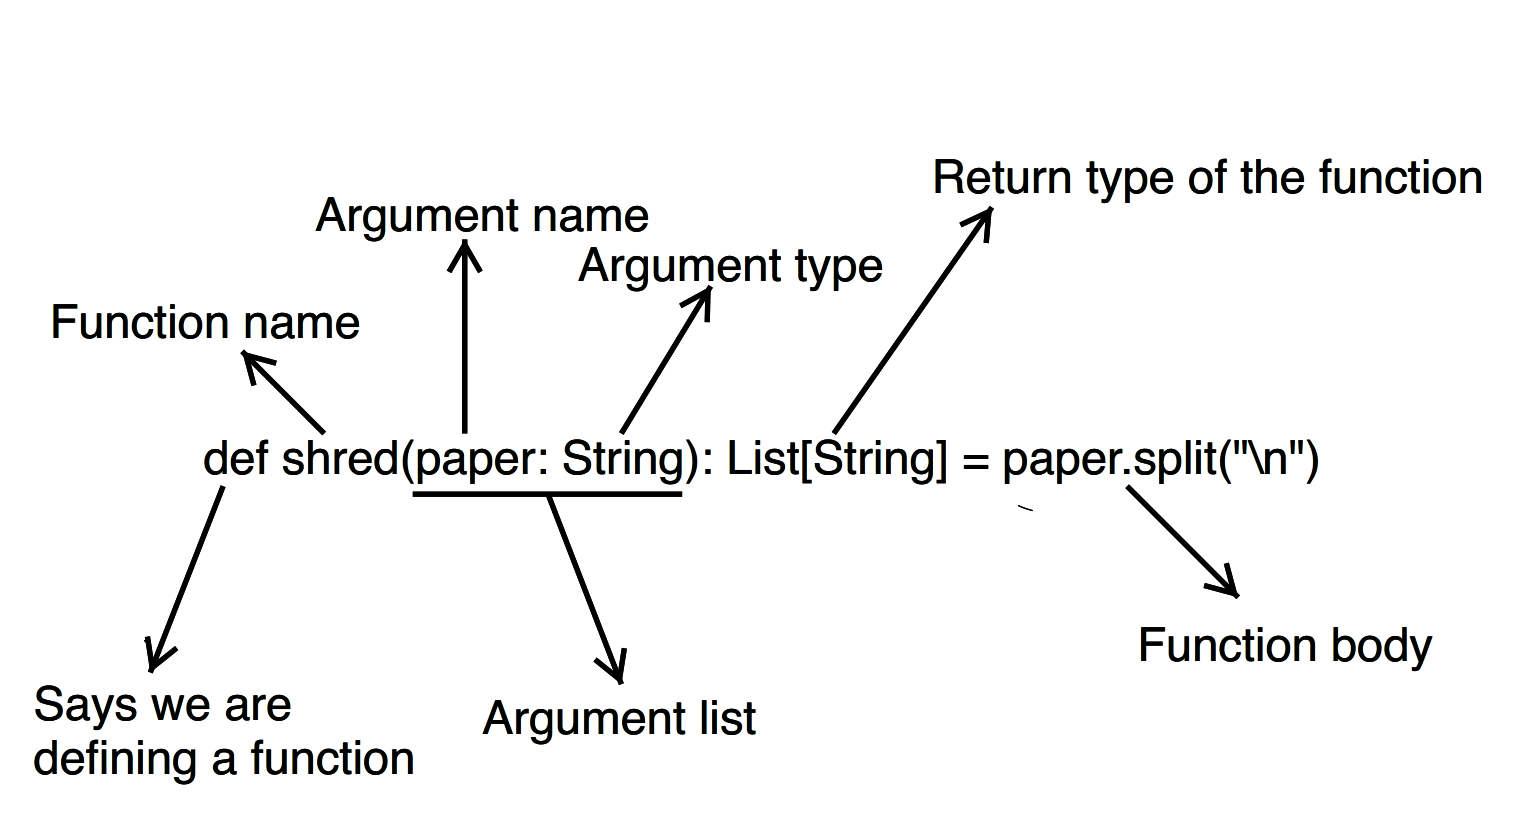 Return type of the function
Argument name
Argument type
Function name
def shred(paper: String): List[String] = paper.split("\n")
Function body
Says we are
defining a function
Argument list